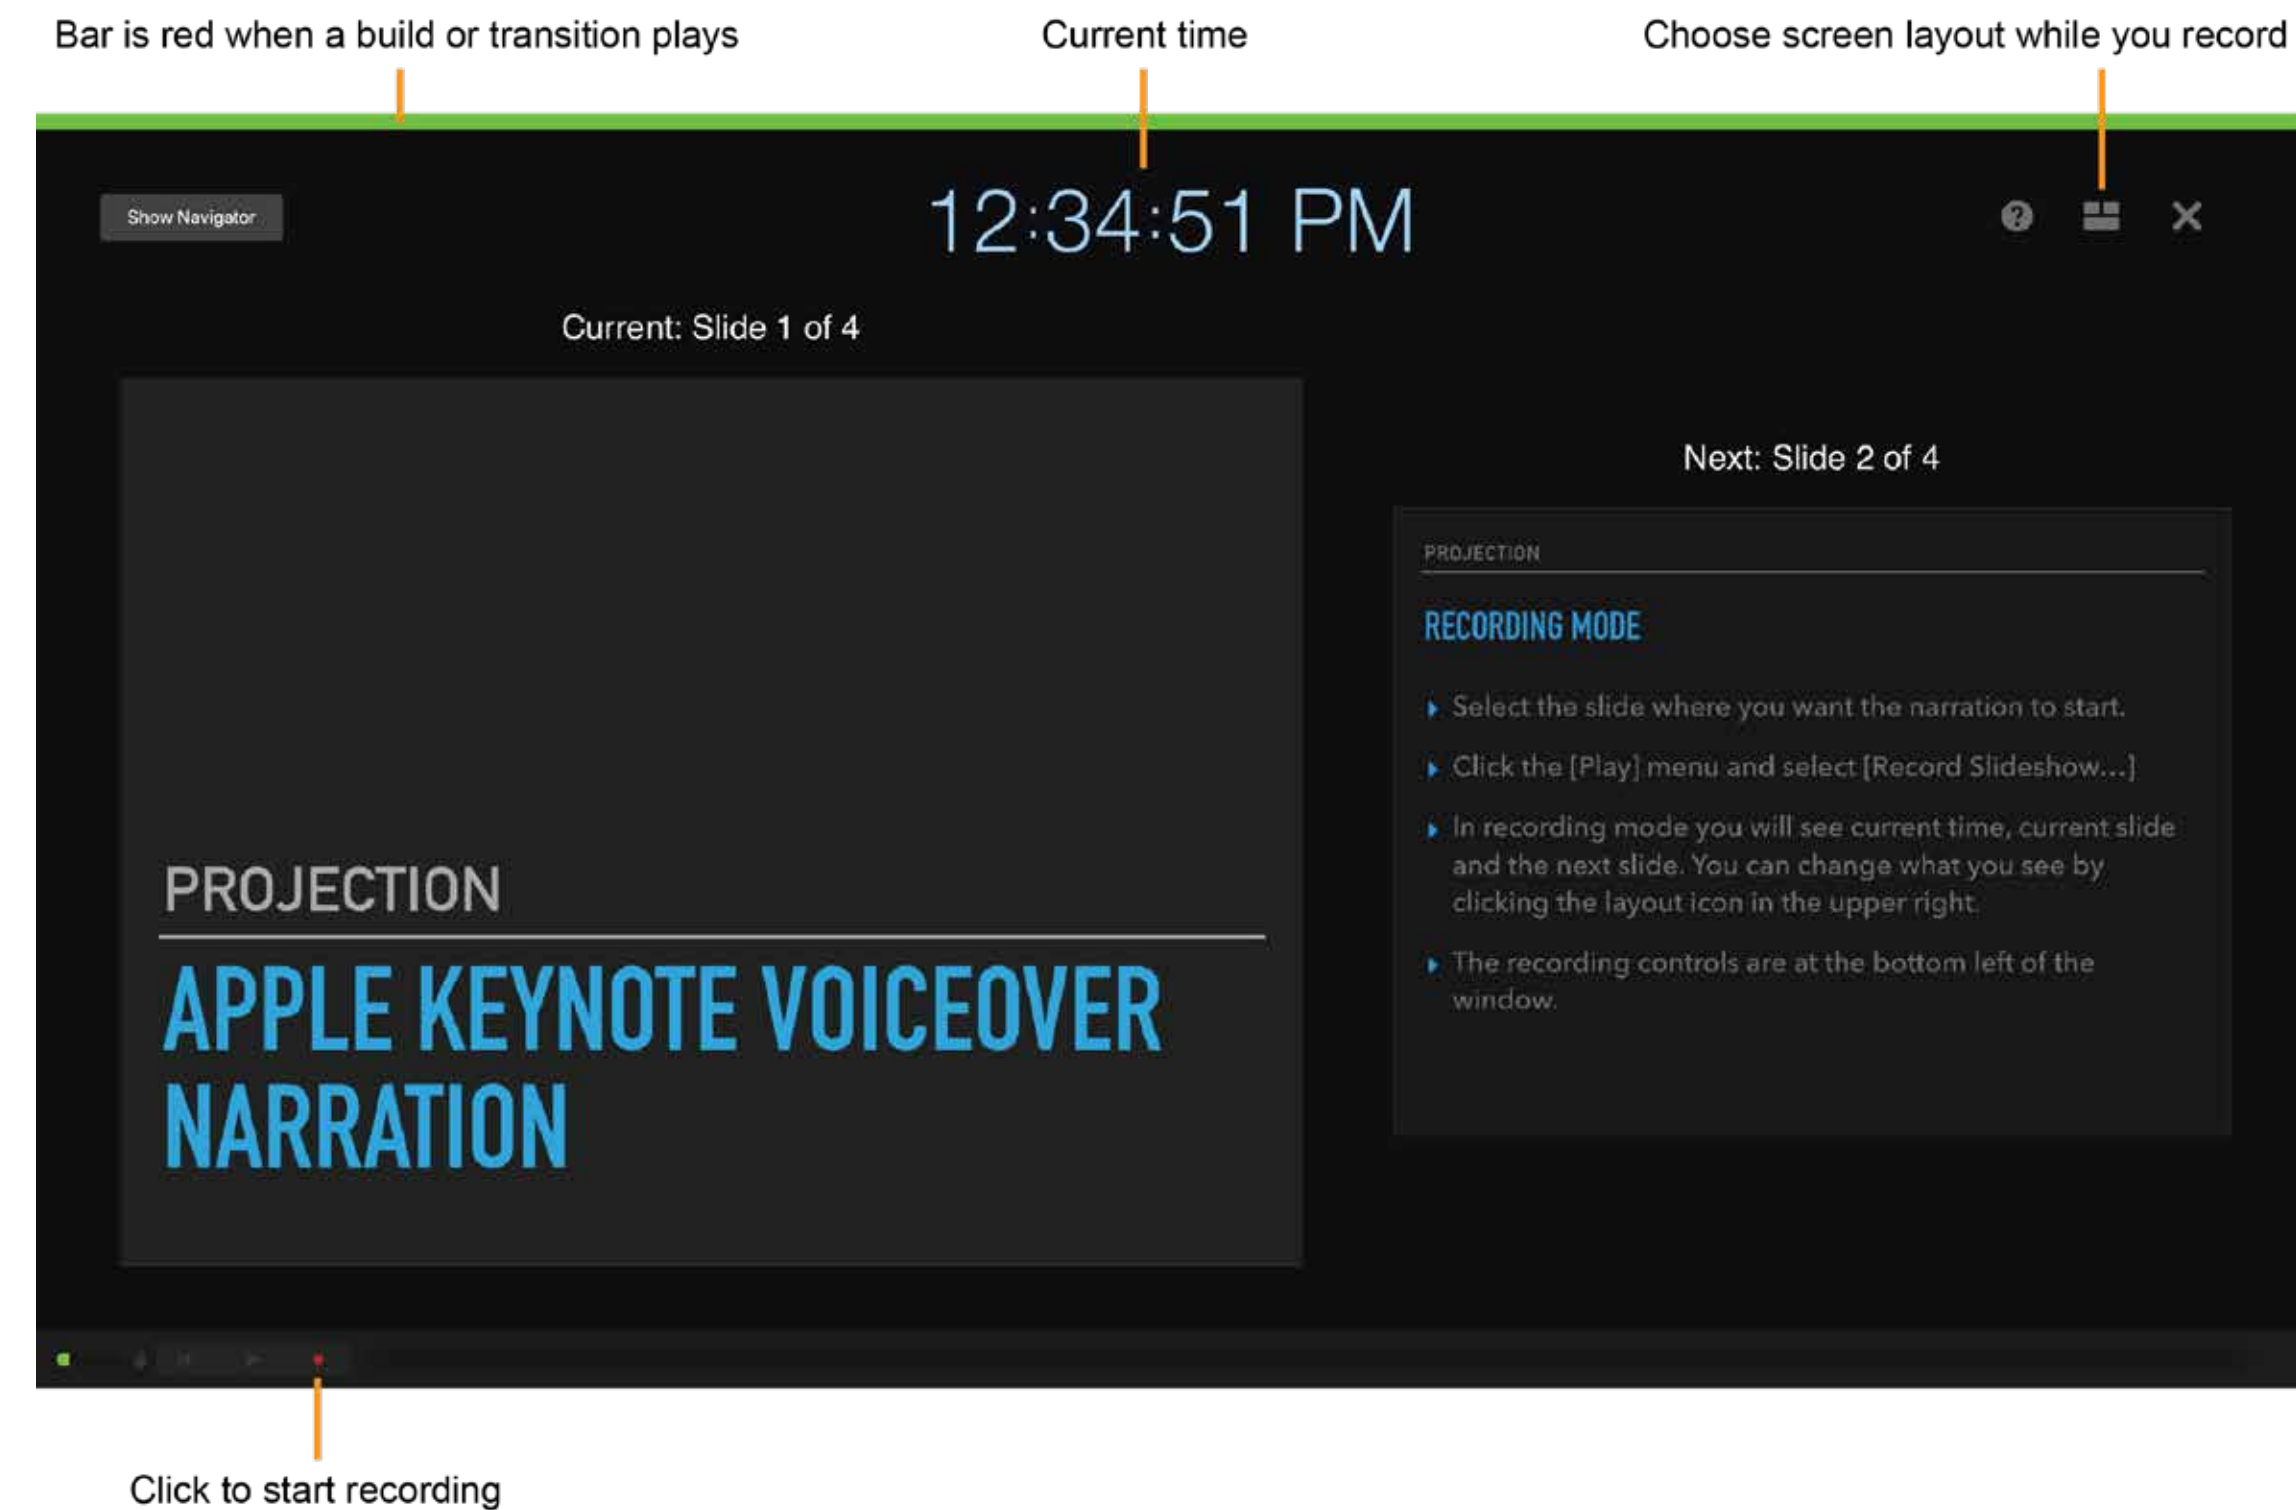 Bar is red when a build or transition plays
Current time
Choose screen layout while you record
Show Navigator
12:34:51 PM
?
Current: Slide 1 of 4
Next: Slide 2 of 4
PROJECTION
APPLE KEYNOTE VOICEOVER
NARRATION
PROJECTION
RECORDING MODE
Select the slide where you want the narration to start.
Click the [Play] menu and select [Record Slideshow...]
In recording mode you will see current time, current slide
and the next slide. You can change what you see by
clicking the layout icon in the upper right.
The recording controls are at the bottom left of the
window.
Click to start recording